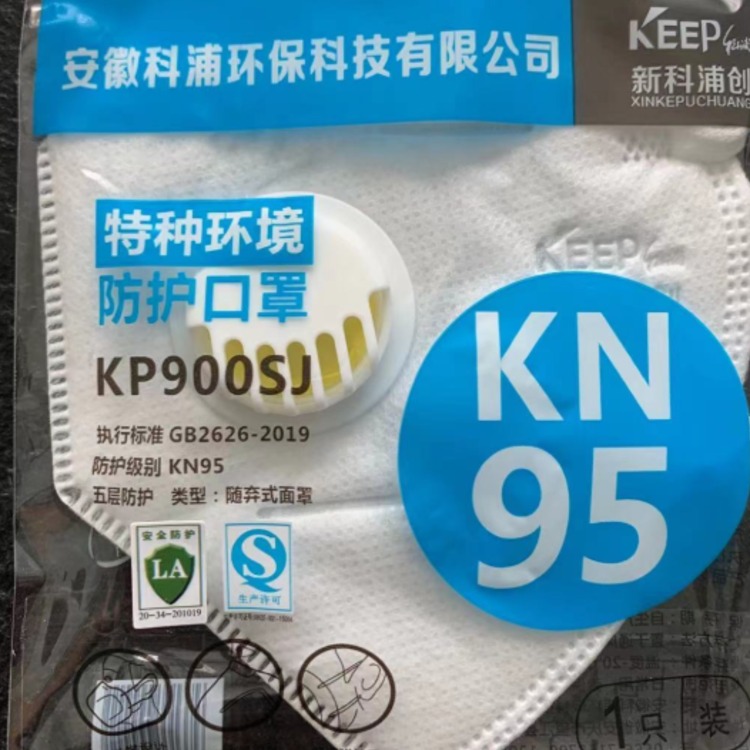 安徽科浦环保科技有限公司
KEEP
新科浦创
XINKEPUCHUANG
特种环境
防护口罩
KEEP
KP900SJ
KN
95
执行标准 GB2626-2019
防护级别 KN95
五层防护 类型：随弃式面罩
安全防护
LA
20-34-201019
S
生产许可
1只 装